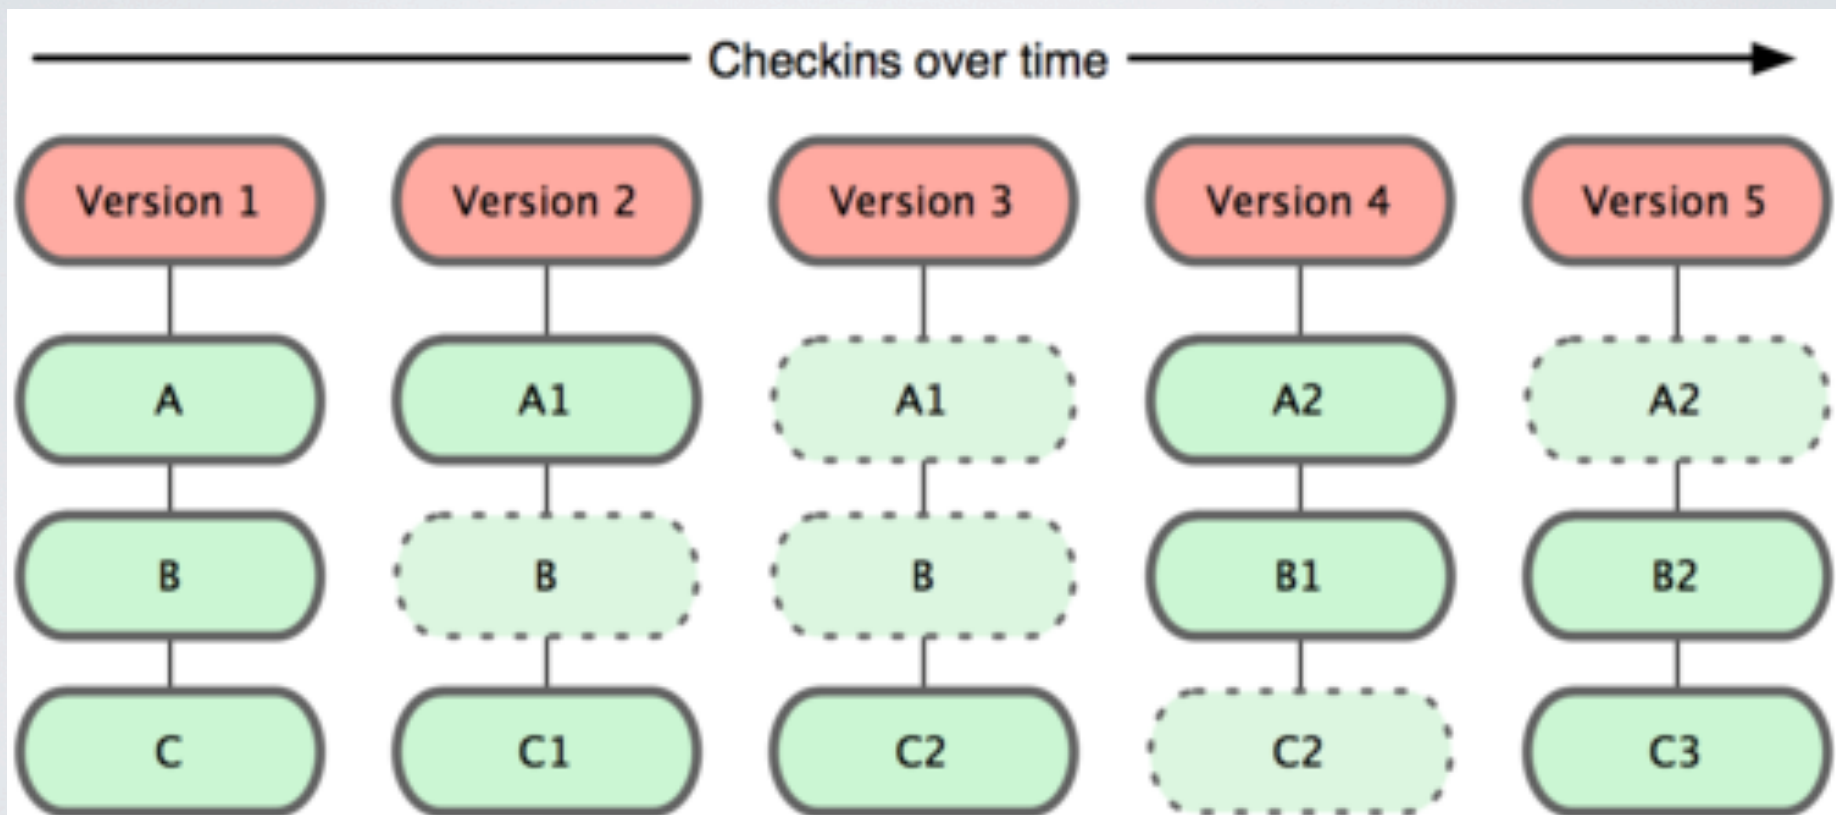 Checkins over time
Version 1 Version 2 Version 3 Version 4 Version 5
A A1 A1 A2 A2
B B B B1 B2
C C1 C2 C2 C3